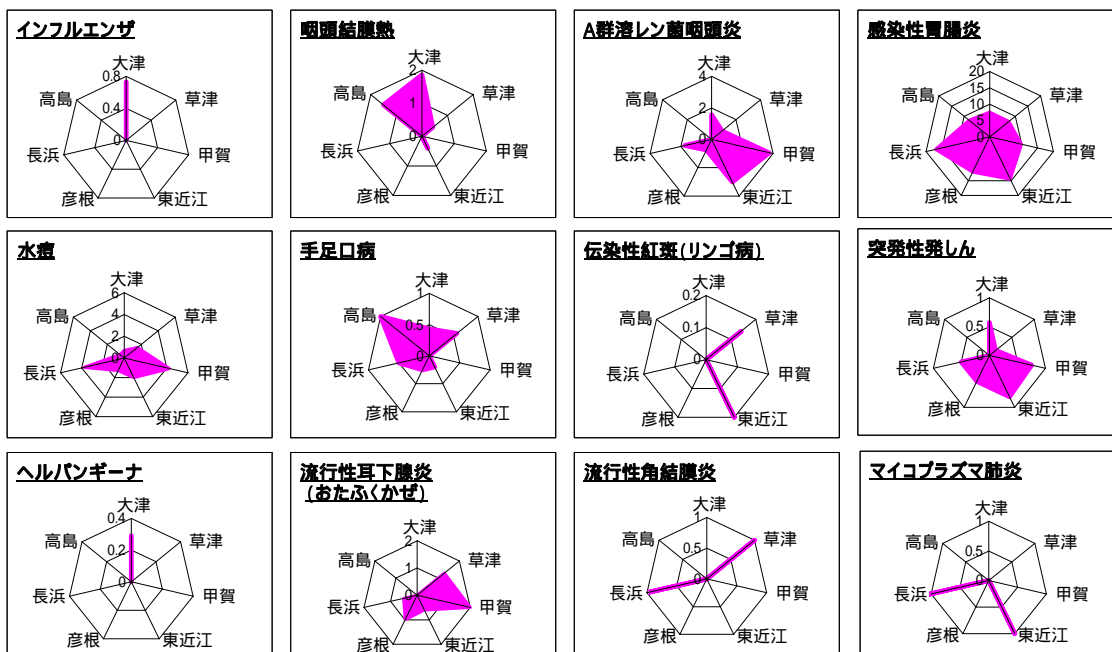 インフルエンザ
大津
0.8
0.4
0
草津
甲賀
東近江
彦根
長浜
高島
咽頭結膜熱
大津
2
1
0
草津
甲賀
東近江
彦根
長浜
高島
A群溶レン菌咽頭炎
大津
4
2
0
草津
甲賀
東近江
彦根
長浜
高島
感染性胃腸炎
大津
20
15
10
5
0
草津
甲賀
東近江
彦根
長浜
高島
水痘
大津
6
4
2
0
草津
甲賀
東近江
彦根
長浜
高島
手足口病
大津
1
0.5
0
草津
甲賀
東近江
彦根
長浜
高島
伝染性紅斑(リンゴ病)
大津
0.2
0.1
0
草津
甲賀
東近江
彦根
長浜
高島
突発性発しん
大津
1
0.5
0
草津
甲賀
東近江
彦根
長浜
高島
ヘルパンギーナ
大津
0.4
0.2
0
草津
甲賀
東近江
彦根
長浜
高島
流行性耳下腺炎
(おたふくかぜ)
大津
2
1
0
草津
甲賀
東近江
彦根
長浜
高島
流行性角結膜炎
大津
1
0.5
0
草津
甲賀
東近江
彦根
長浜
高島
マイコプラズマ肺炎
大津
1
0.5
0
草津
甲賀
東近江
彦根
長浜
高島